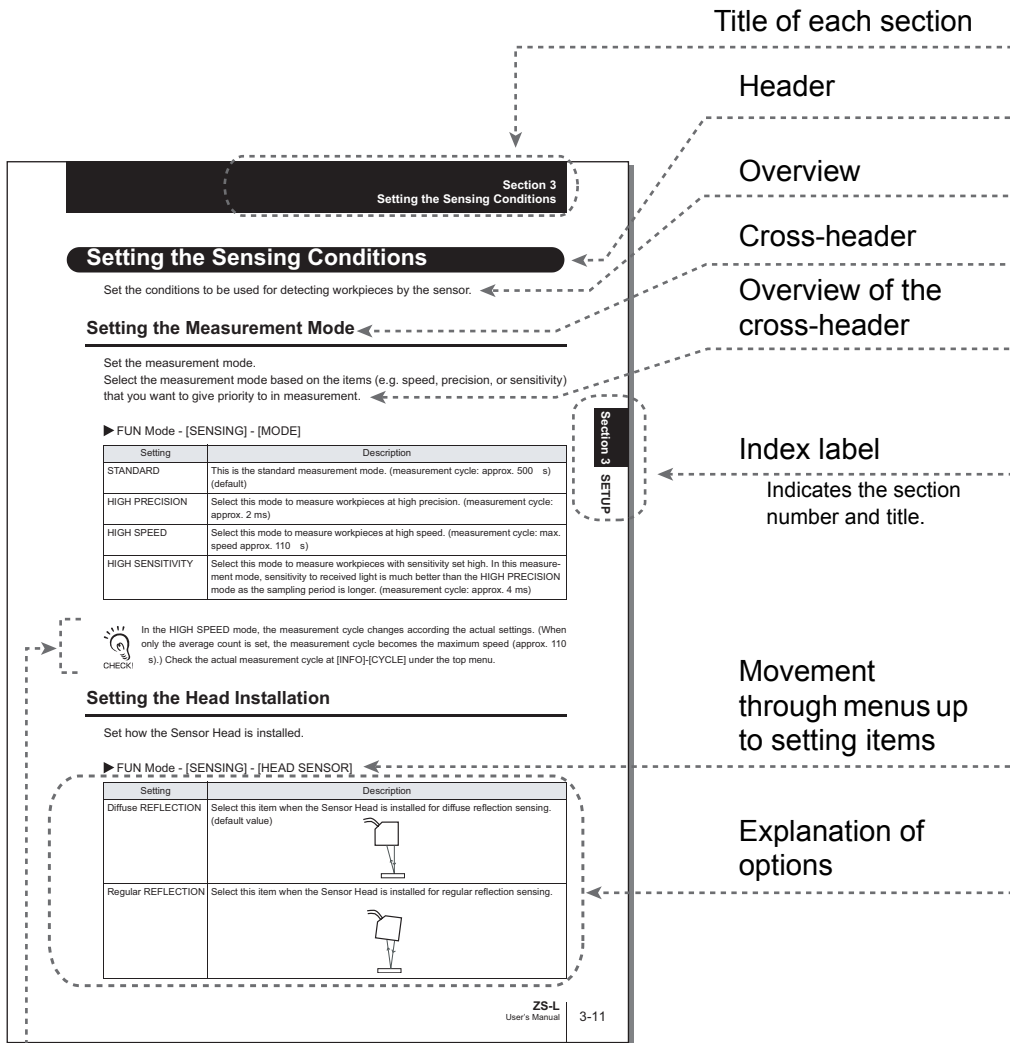 Title of each section
Header
Overview
Cross-header
Overview of the
cross-header
Index label
Indicates the section
number and title.
Movement
through menus up
to setting items
Explanation of
options
Section 3
Setting the Sensing Conditions
Setting the Sensing Conditions
Set the conditions to be used for detecting workpieces by the sensor.
Setting the Measurement Mode
Set the measurement mode.
Select the measurement mode based on the items (e.g. speed, precision, or sensitivity)
that you want to give priority to in measurement.
▶FUN Mode - [SENSING] - [MODE]
Setting Description
STANDARD This is the standard measurement mode. (measurement cycle: approx. 500 s)
(default)
HIGH PRECISION Select this mode to measure workpieces at high precision. (measurement cycle:
approx. 2 ms)
HIGH SPEED Select this mode to measure workpieces at high speed. (measurement cycle: max.
speed approx. 110 s)
HIGH SENSITIVITY Select this mode to measure workpieces with sensitivity set high. In this measure-
ment mode, sensitivity to received light is much better than the HIGH PRECISION
mode as the sampling period is longer. (measurement cycle: approx. 4 ms)
Section 3 SETUP
In the HIGH SPEED mode, the measurement cycle changes according the actual settings. (When
only the average count is set, the measurement cycle becomes the maximum speed (approx. 110
CHECK! s).) Check the actual measurement cycle at [INFO]-[CYCLE] under the top menu.
Setting the Head Installation
Set how the Sensor Head is installed.
▶FUN Mode - [SENSING] - [HEAD SENSOR]
Setting Description
Diffuse REFLECTION Select this item when the Sensor Head is installed for diffuse reflection sensing.
(default value)
Regular REFLECTION Select this item when the Sensor Head is installed for regular reflection sensing.
ZS-L
User's Manual 3-11